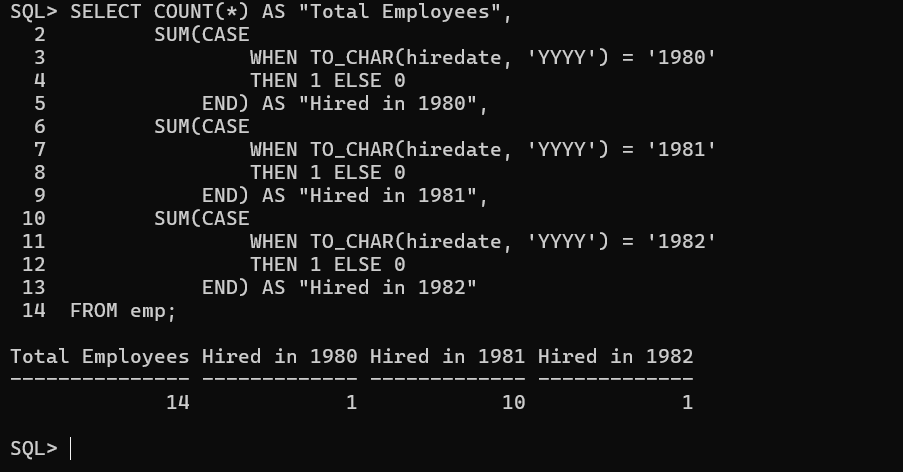 SQL> SELECT COUNT(*) AS "Total Employees",
  2         SUM(CASE
  3                 WHEN TO_CHAR(hiredate, 'YYYY') = '1980'
  4                 THEN 1 ELSE 0
  5             END) AS "Hired in 1980",
  6         SUM(CASE
  7                 WHEN TO_CHAR(hiredate, 'YYYY') = '1981'
  8                 THEN 1 ELSE 0
  9             END) AS "Hired in 1981",
 10         SUM(CASE
 11                 WHEN TO_CHAR(hiredate, 'YYYY') = '1982'
 12                 THEN 1 ELSE 0
 13             END) AS "Hired in 1982"
 14  FROM emp;
Total Employees Hired in 1980 Hired in 1981 Hired in 1982
--------------- ------------- ------------- -------------
             14             1            10             1
SQL>